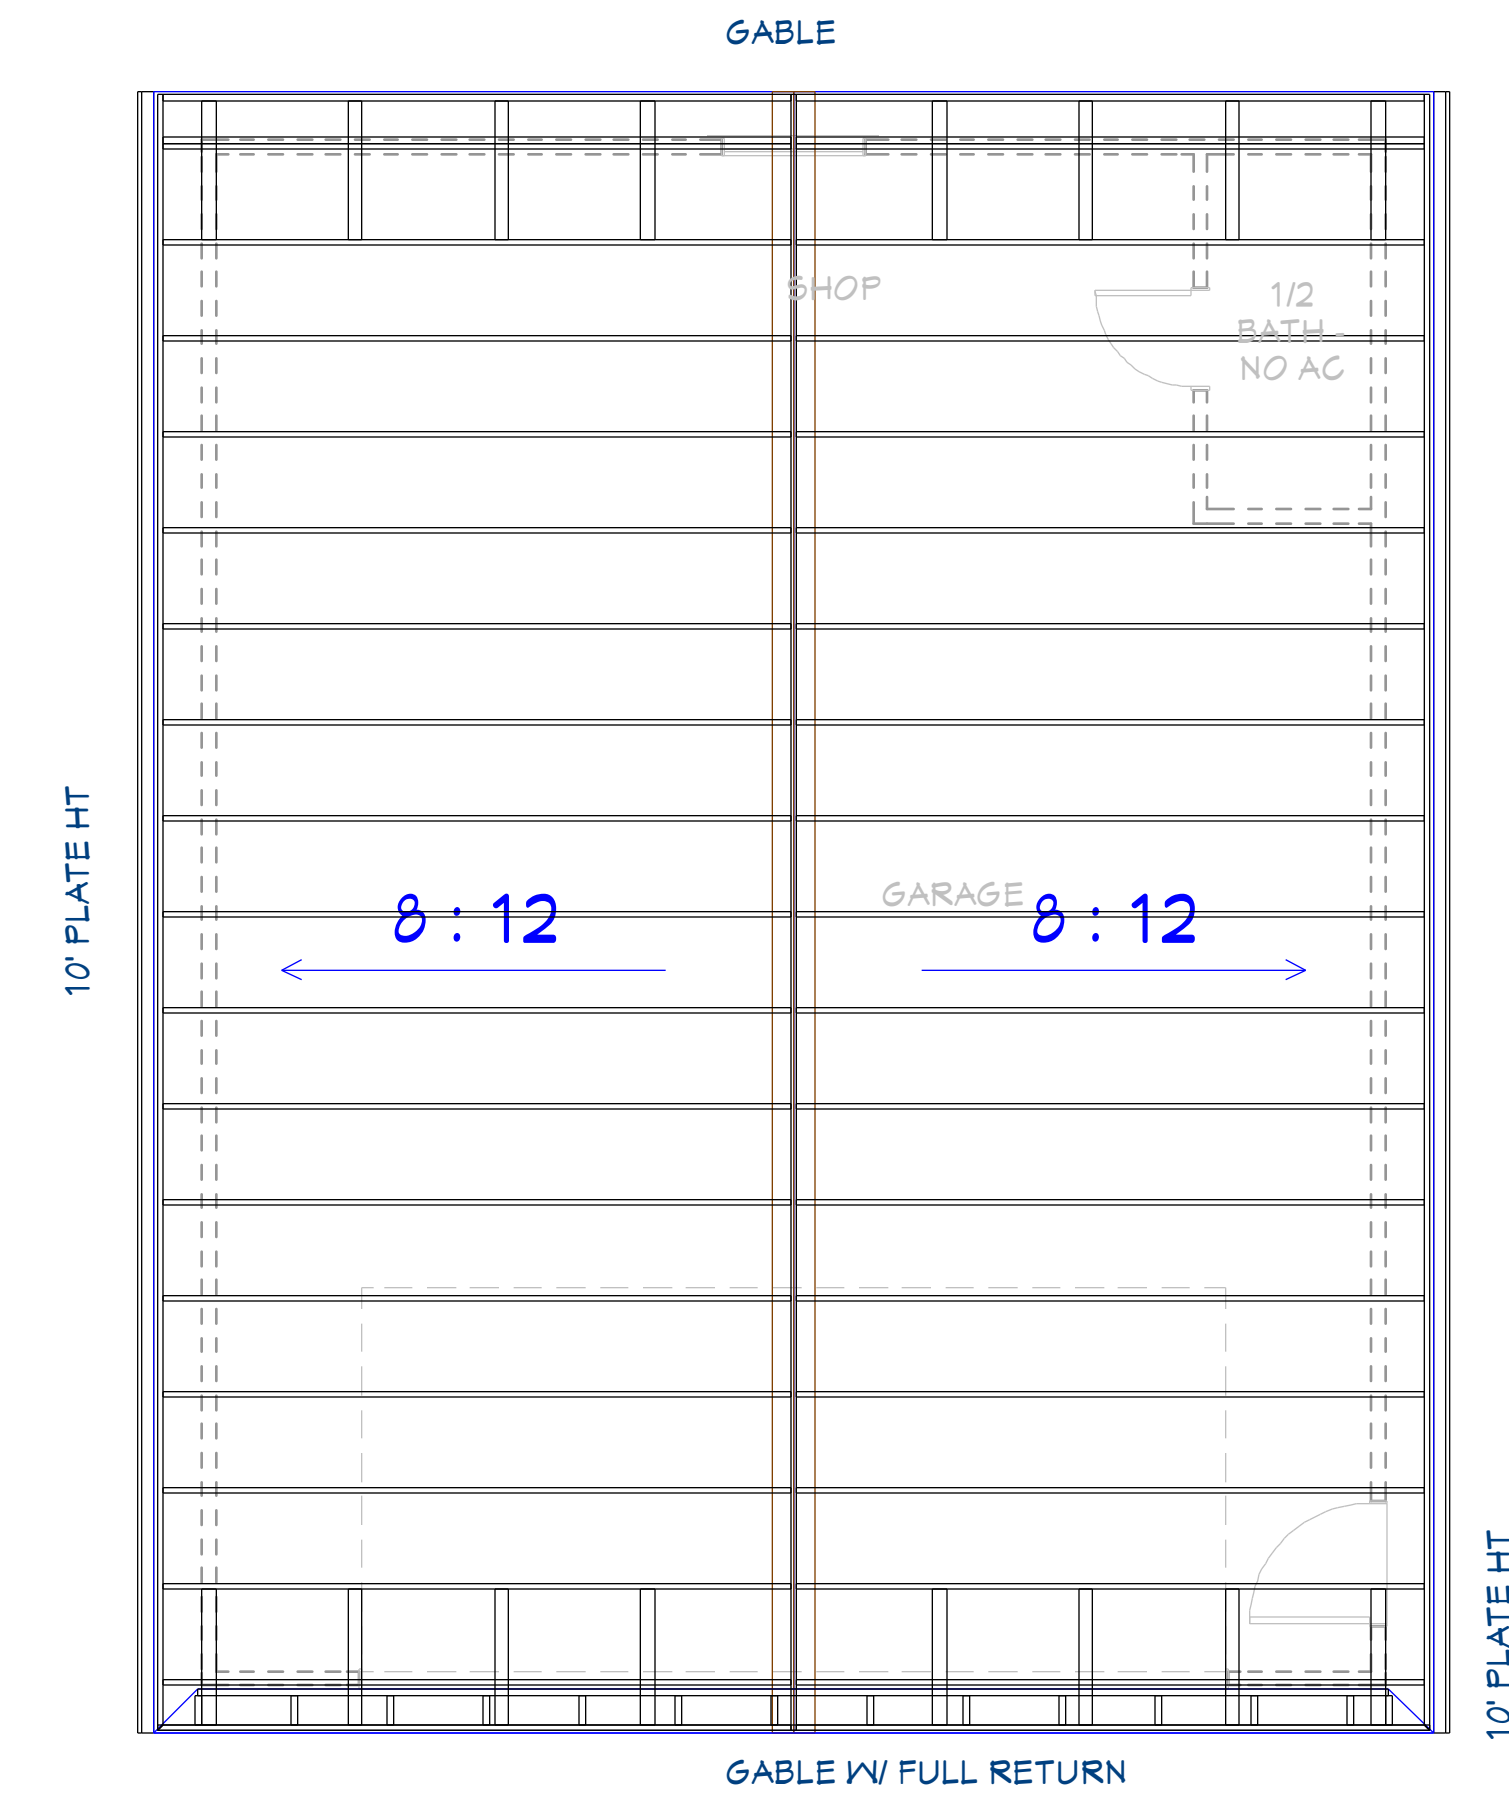 GABLE
SHOP
1/2
BATH -
NO AC
10' PLATE HT
GARAGE
8 : 12
8 : 12
10' PLATE HT
GABLE W/ FULL RETURN